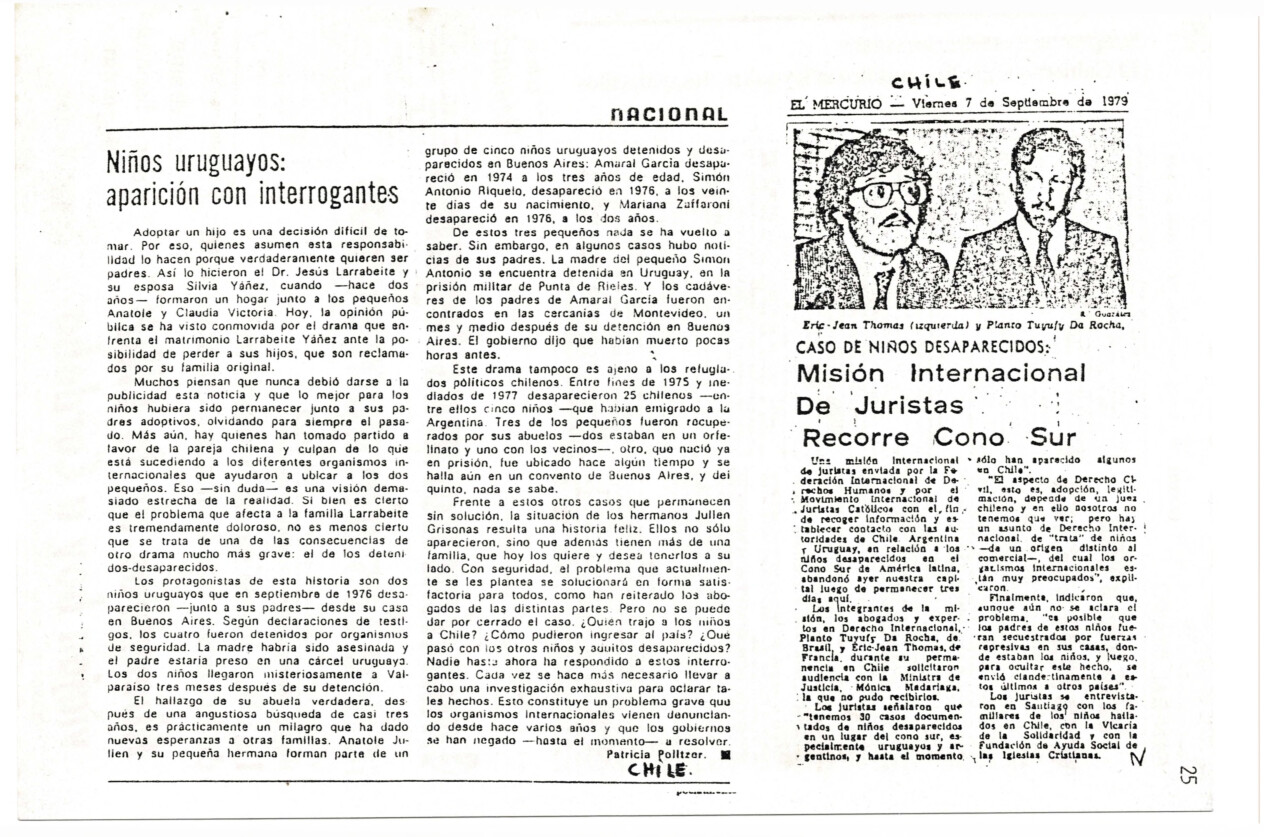 nacional
Niños uruguayos:
aparición con interrogantes
Adoptar un hijo es una decisión difícil de to-
mar. Por eso, quienes asumen esta responsabi-
lidad lo hacen porque verdaderamente quieren ser
padres. Así lo hicieron el Dr. Jesús Larrabeite y
su esposa Silvia Yáñez, cuando —hace dos
años— formaron un hogar junto a los pequeños
Anatole y Claudia Victoria. Hoy, la opinión pú-
blica se ha visto conmovida por el drama que en-
frenta el matrimonio Larrabeite Yáñez ante la po-
sibilidad de perder a sus hijos, que son reclama-
dos por su familia original.
Muchos piensan que nunca debió darse a la
publicidad esta noticia y que lo mejor para los
niños hubiera sido permanecer junto a sus pa-
dres adoptivos, olvidando para siempre el pasa-
do. Más aún, hay quienes han tomado partido a
favor de la pareja chilena y culpan de lo que
está sucediendo a los diferentes organismos in-
ternacionales que ayudaron a ubicar a los dos
pequeños. Eso —sin duda— es una visión dema-
siado estrecha de la realidad. Si bien es cierto
que el problema que afecta a la familia Larrabeite
es tremendamente doloroso, no es menos cierto
que se trata de una de las consecuencias de
otro drama mucho más grave: el de los deteni
dos-desaparecidos.
Los protagonistas de esta historia son dos
niños uruguayos que en septiembre de 1976 desa-
parecieron —junto a sus padres— desde su casa
en Buenos Aires. Según declaraciones de testi-
gos, los cuatro fueron detenidos por organismos
de seguridad. La madre habría sido asesinada y
el padre estaría preso en una cárcel uruguaya.
Los dos niños llegaron misteriosamente a Val-
paraíso tres meses después de su detención.
El hallazgo de su abuela verdadera, des
pués de una angustiosa búsqueda de casi tres
años, es prácticamente un milagro que ha dado
nuevas esperanzas a otras familias. Anatole Ju-
lien y su pequeña hermana forman parte de un
grupo de cinco niños uruguayos detenidos y desa-
parecidos en Buenos Aires: Amaral García desapa-
reció en 1974 a los tres años de edad, Simón
Antonio Riquelo, desapareció en 1976, a los vein-
te días de su nacimiento, y Mariana Zaffaroni
desapareció en 1976, a los dos años.
De estos tres pequeños nada se ha vuelto a
saber. Sin embargo, en algunos casos hubo noti-
cias de sus padres. La madre del pequeño Simon
Antonio se encuentra detenida en Uruguay, en la
prisión militar de Punta de Rieles. Y los cadáve-
res de los padres de Amaral García fueron en-
contrados en las cercanías de Montevideo, un
mes y medio después de su detención en Buenos
Aires. El gobierno dijo que habían muerto pocas
horas antes.
Este drama tampoco es ajeno a los refugia-
dos políticos chilenos. Entre fines de 1975 y me-
diados de 1977 desaparecieron 25 chilenos —en-
tre ellos cinco niños —que habían emigrado a la
Argentina. Tres de los pequeños fueron recupe-
rados por sus abuelos —dos estaban en un orfe-
linato y uno con los vecinos—, otro, que nació ya
en prisión, fue ubicado hace algún tiempo y se
halla aún en un convento de Buenos Aires, y del
quinto, nada se sabe.
Frente a estos otros casos que permanecen
sin solución, la situación de los hermanos Julien
Grisonas resulta una historia feliz. Ellos no sólo
aparecieron, sino que además tienen más de una
familia, que hoy los quiere y desea tenerlos a su
lado. Con seguridad, el problema que actualmen-
te se les plantea se solucionará en forma satis-
factoria para todos, como han reiterado los abo-
gados de las distintas partes. Pero no se puede
dar por cerrado el caso. ¿Quién trajo a los niños
a Chile? ¿Cómo pudieron ingresar al país? ¿Qué
pasó con los otros niños y adultos desaparecidos?
Nadie hasta ahora ha respondido a estos interro-
gantes. Cada vez se hace más necesario llevar a
cabo una investigación exhaustiva para aclarar ta-
les hechos. Esto constituye un problema grave que
los organismos internacionales vienen denuncian-
do desde hace varios años y que los gobiernos
se han negado —hasta el momento— a resolver.
Patricia Politzer.
CHILE.
CHILE
EL MERCURIO — Viernes 7 de Septiembre de 1979
Eric-Jean Thomas (izquierda) y Planto Tuyufy Da Rocha,
CASO DE NIÑOS DESAPARECIDOS:
Misión Internacional
De Juristas
Recorre Cono Sur
Una misión internacional
de juristas enviada por la Fe-
deración Internacional de De-
rechos Humanos y por el
Movimiento Internacional de
Juristas Católicos con el fin
de recoger información y es-
tablecer contacto con las au-
toridades de Chile Argentina
y Uruguay, en relación a los
niños desaparecidos en el
Cono Sur de América latina,
abandonó ayer nuestra capi-
tal luego de permanecer tres
días aquí.
Los integrantes de la mi-
sión, los abogados y exper-
tos en Derecho Internacional,
Planto Tuyufy Da Rocha, de
Brasil, y Eric-Jean Thomas, de
Francia, durante su perma-
nencia en Chile solicitaron
audiencia con la Ministra de
Justicia, Mónica Madariaga,
la que no pudo recibirlos.
Los juristas señalaron que
"tenemos 30 casos documen-
tados de niños desaparecidos
en un lugar del cono sur, es-
pecialmente uruguayos y ar-
gentinos, y hasta el momento
sólo han aparecido algunos
en Chile".
"El aspecto de Derecho Ci-
vil, esto es, adopción, legiti-
mación, depende de un juez
chileno y en ello nosotros no
tenemos que ver; pero hay
un asunto de Derecho Inter-
nacional, de "trata" de niños
—de un origen distinto al
comercial—, del cual los or-
ganismos internacionales es-
tán muy preocupados", expli-
caron.
Finalmente, indicaron que,
aunque aún no se aclara el
problema, "es posible que
los padres de estos niños fue-
ran secuestrados por fuerzas
represivas en sus casas, don-
de estaban los niños, y luego,
para ocultar este hecho, se
envió clandestinamente a es-
tos últimos a otros países".
Los juristas se entrevista-
ron en Santiago con los fa-
miliares de los niños halla-
dos en Chile, con la Vicaría
de la Solidaridad y con la
Fundación de Ayuda Social de
las Iglesias Cristianas.
25